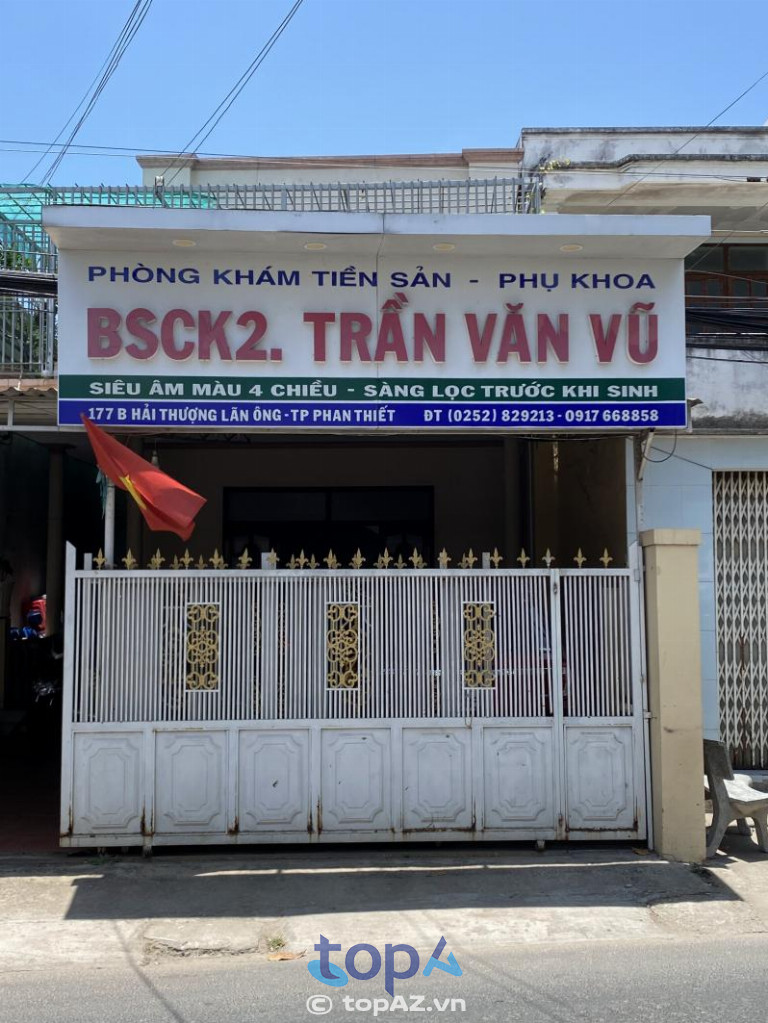 PHÒNG KHÁM TIỀN SẢN - PHỤ KHOA
BSCK2. TRẦN VĂN VŨ
SIÊU ÂM MÀU 4 CHIỀU - SÀNG LỌC TRƯỚC KHI SINH
177 B HẢI THƯỢNG LÃN ÔNG - TP PHAN THIẾT ĐT (0252) 829213 - 0917 668858
topA
© topAZ.vn